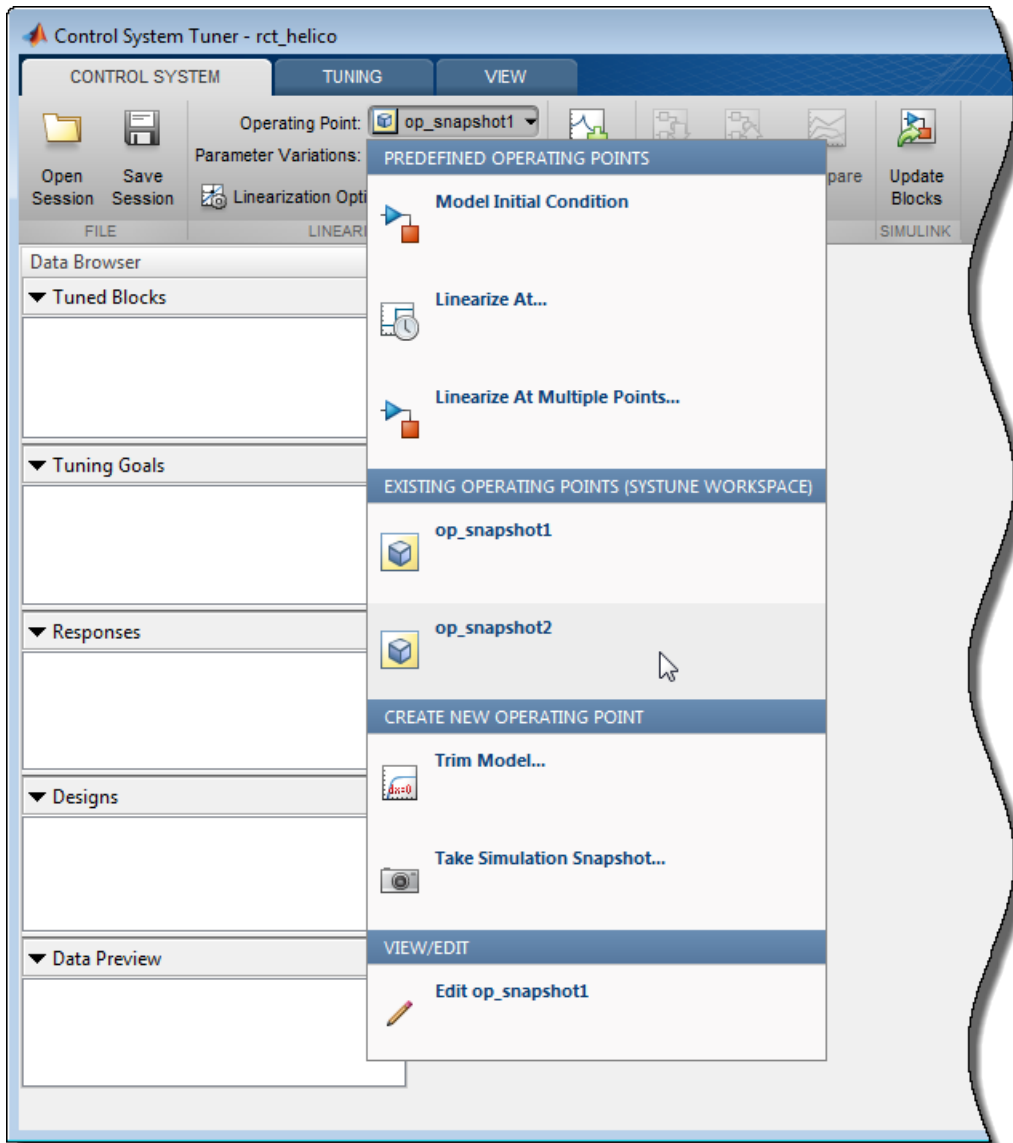 Control System Tuner - rct_helico
CONTROL SYSTEM TUNING VIEW
Operating Point: op_snapshot1
Parameter Variations:
Linearization Opti
Open Session
Save Session
pare
Update Blocks
FILE LINEARI SIMULINK
Data Browser
Tuned Blocks
Tuning Goals
Responses
Designs
Data Preview
PREDEFINED OPERATING POINTS
Model Initial Condition
Linearize At...
Linearize At Multiple Points...
EXISTING OPERATING POINTS (SYSTUNE WORKSPACE)
op_snapshot1
op_snapshot2
CREATE NEW OPERATING POINT
Trim Model...
dx=0
Take Simulation Snapshot...
VIEW/EDIT
Edit op_snapshot1